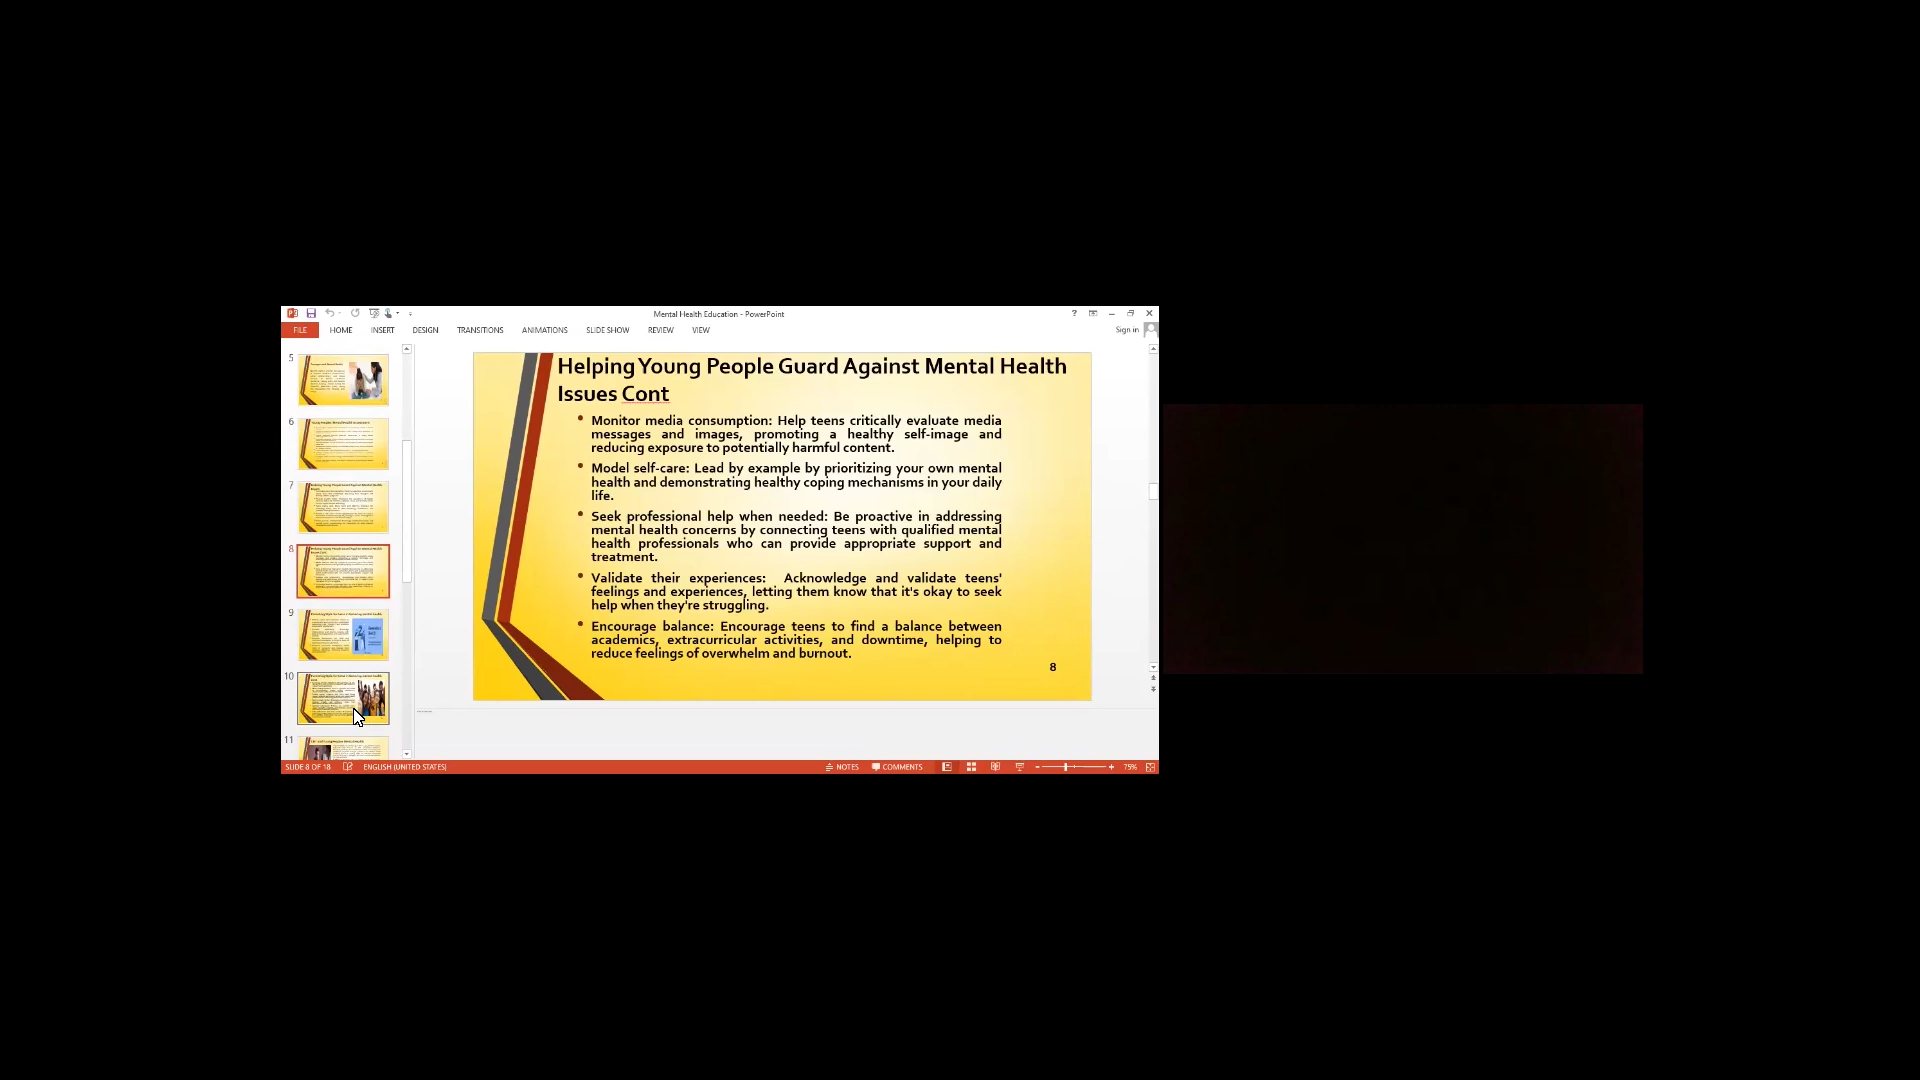 Mental Health Education - PowerPoint
FILE HOME INSERT DESIGN TRANSITIONS ANIMATIONS SLIDE SHOW REVIEW VIEW Sign in
5
6
7
8
9
10
11
Helping Young People Guard Against Mental Health
Issues Cont
• Monitor media consumption: Help teens critically evaluate media
messages and images, promoting a healthy self-image and
reducing exposure to potentially harmful content.
• Model self-care: Lead by example by prioritizing your own mental
health and demonstrating healthy coping mechanisms in your daily
life.
• Seek professional help when needed: Be proactive in addressing
mental health concerns by connecting teens with qualified mental
health professionals who can provide appropriate support and
treatment.
• Validate their experiences: Acknowledge and validate teens'
feelings and experiences, letting them know that it's okay to seek
help when they're struggling.
• Encourage balance: Encourage teens to find a balance between
academics, extracurricular activities, and downtime, helping to
reduce feelings of overwhelm and burnout.
8
SLIDE 8 OF 18 ENGLISH (UNITED STATES) NOTES COMMENTS 75%